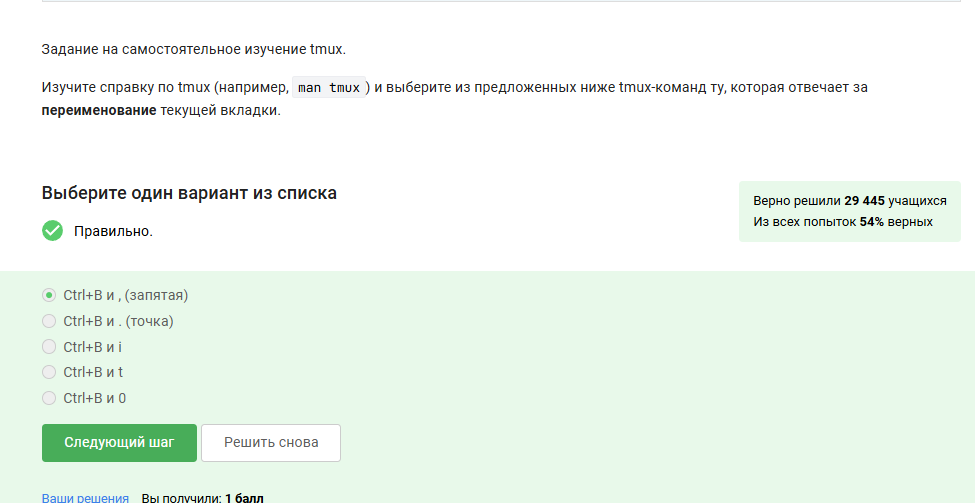 Задание на самостоятельное изучение tmux.
Изучите справку по tmux (например, man tmux ) и выберите из предложенных ниже tmux-команд ту, которая отвечает за
переименование текущей вкладки.
Выберите один вариант из списка
Правильно.
Верно решили 29 445 учащихся
Из всех попыток 54% верных
Ctrl+B и , (запятая)
Ctrl+B и . (точка)
Ctrl+B и i
Ctrl+B и t
Ctrl+B и 0
Следующий шаг
Решить снова
Ваши решения Вы получили: 1 балл